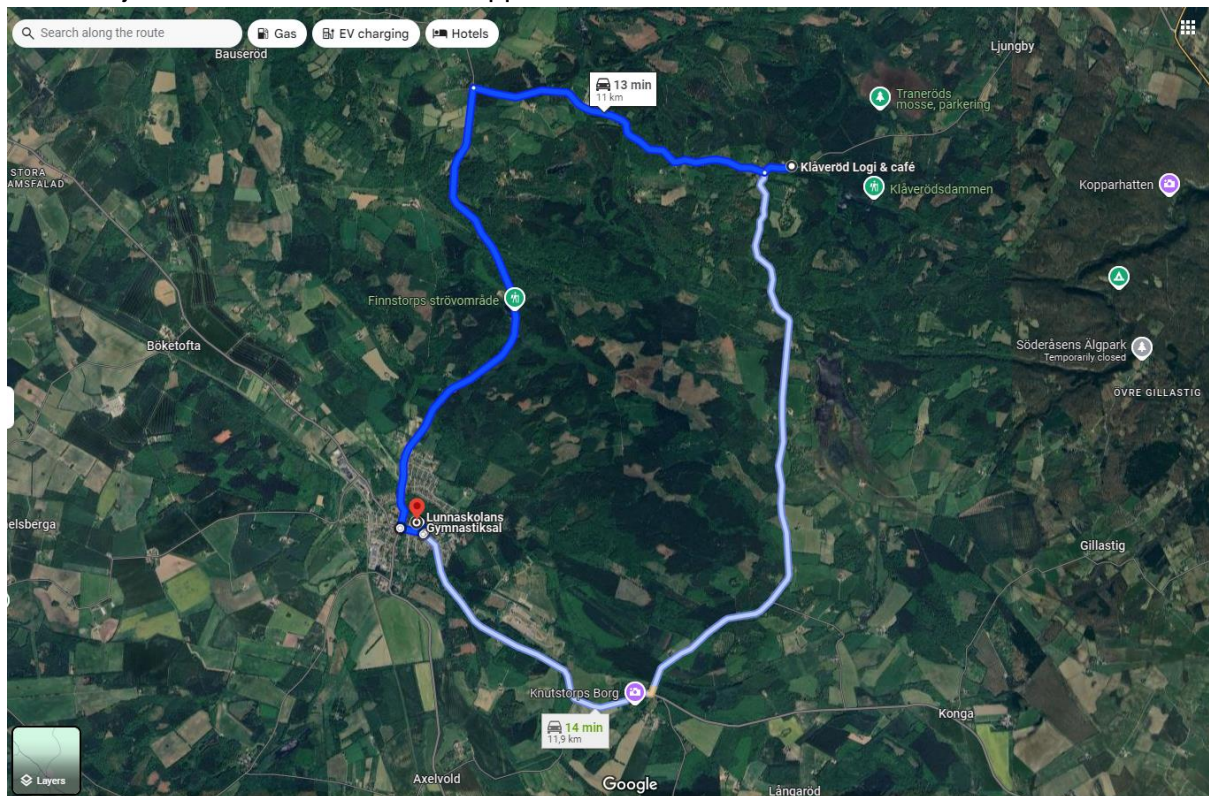 Search along the route
Gas
EV charging
Hotels
Bauseröd
Ljungby
13 min
11 km
Traneröds
mosse, parkering
Klåveröd Logi & café
STORA
AMSFALAD
Klåverödsdammen
Kopparhatten
Finnstorps strövområde
Böketofta
Söderåsens Älgpark
Temporarily closed
ÖVRE GILLASTIG
Lunnaskolans
Gymnastiksal
elsberga
Gillastig
Knutstorps Borg
Konga
14 min
11,9 km
Layers
Axelvold
Google
Långaröd